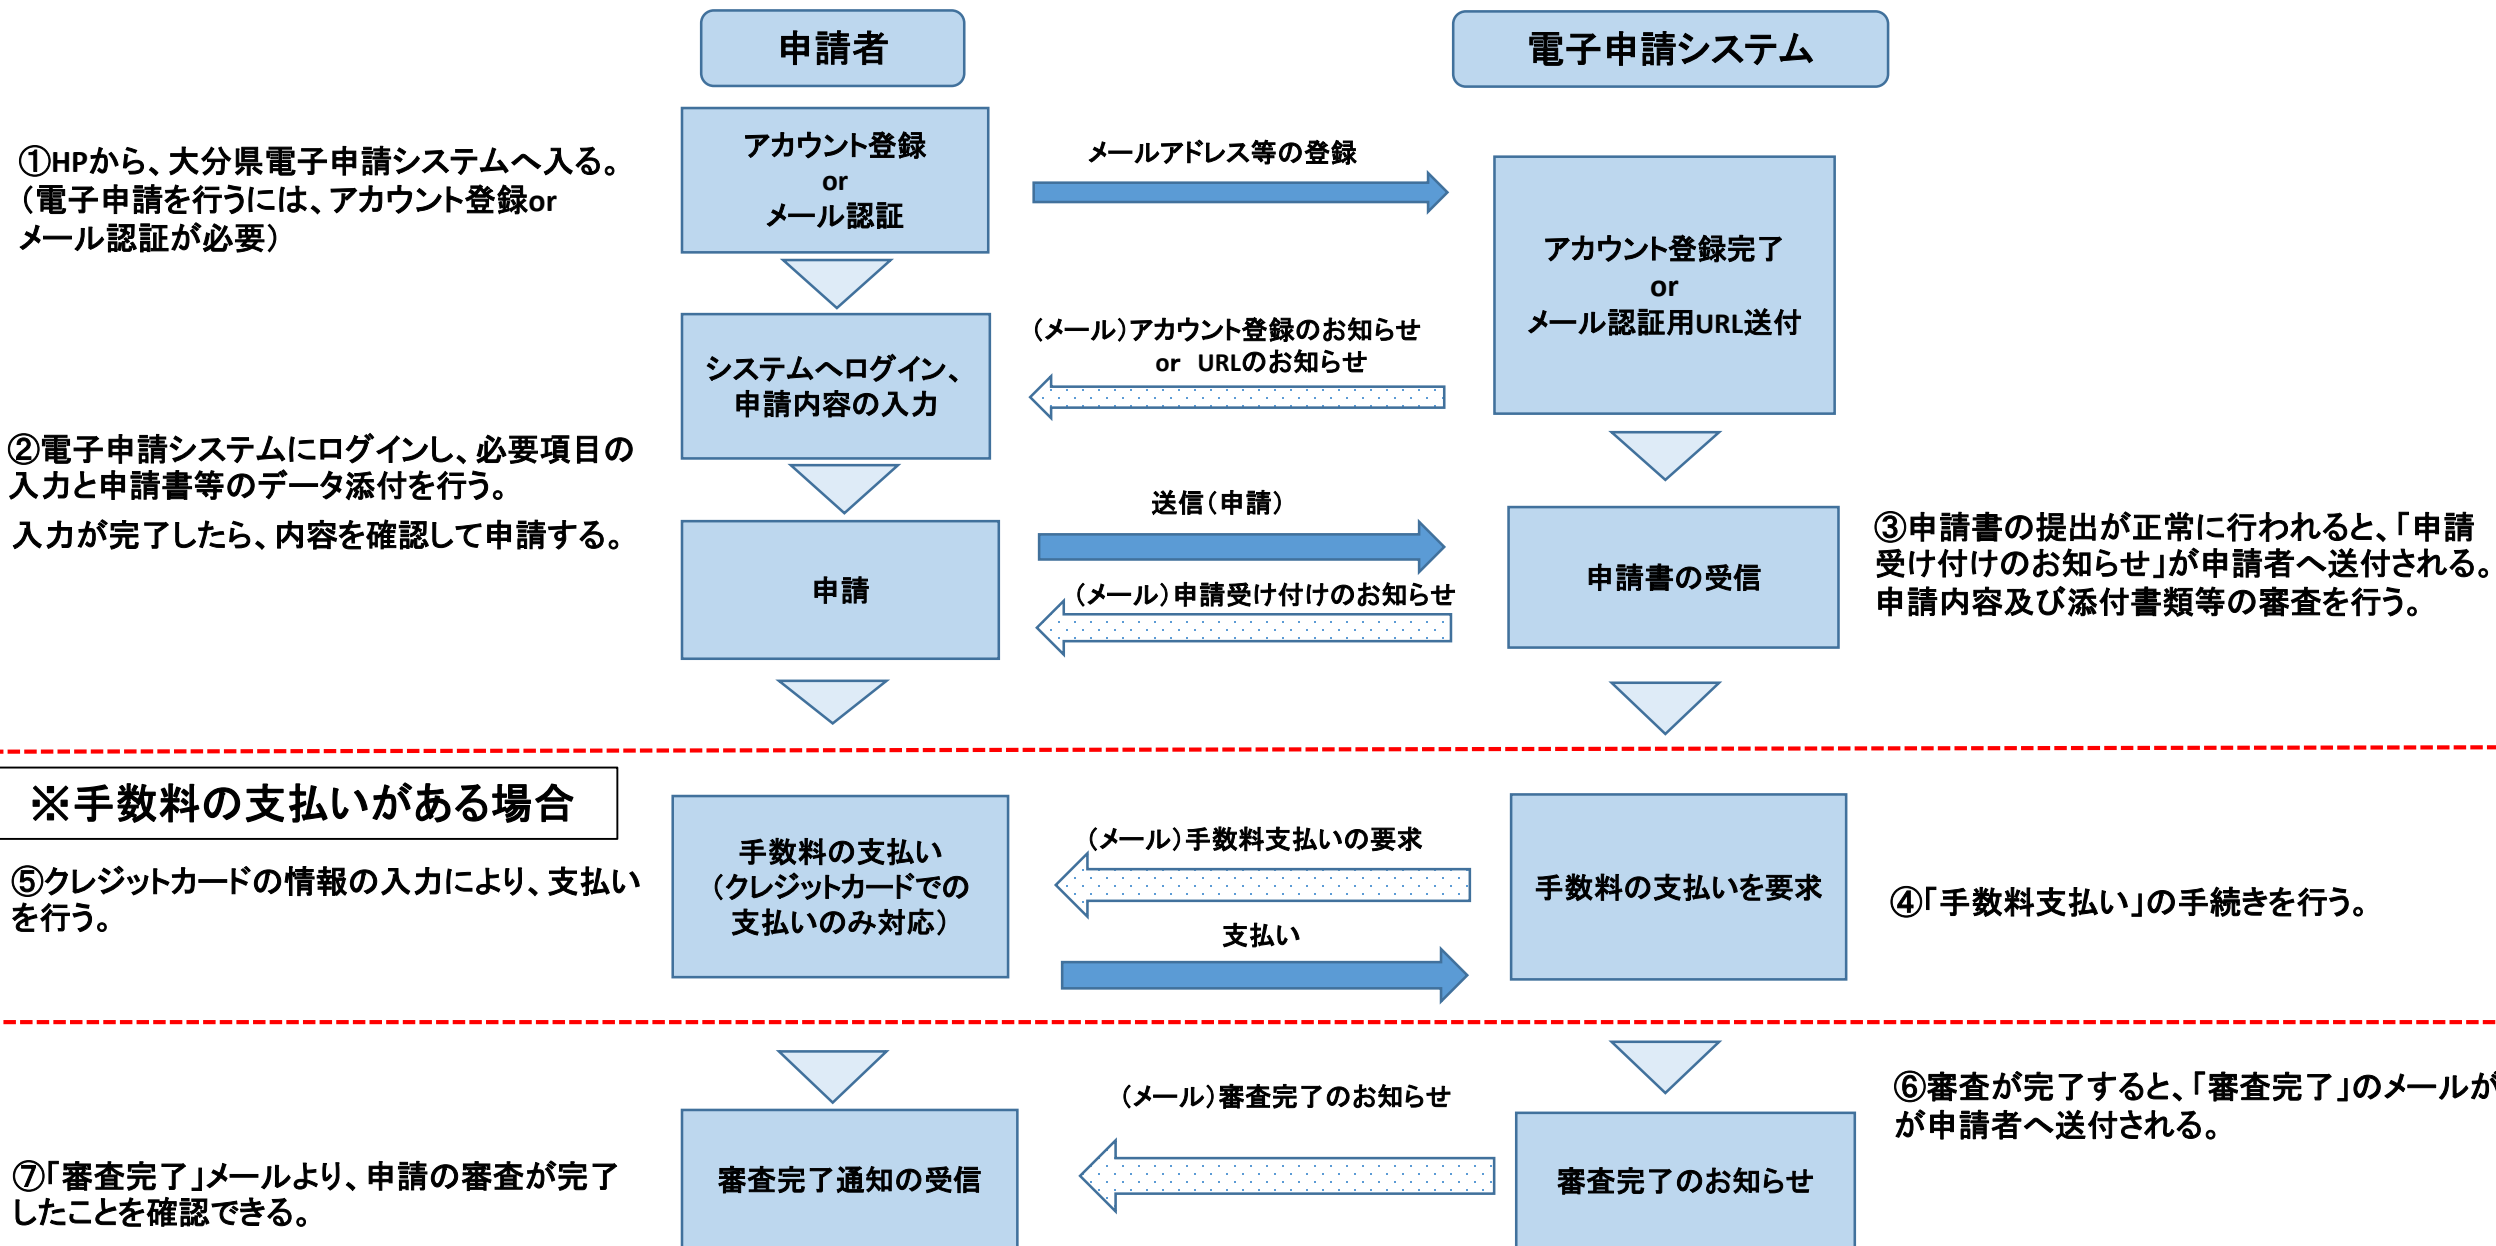 申請者
電子申請システム
①HPから、大分県電子申請システムへ入る。
（電子申請を行うには、アカウント登録or
メール認証が必要）
アカウント登録
or
メール認証
メールアドレス等の登録
アカウント登録完了
or
メール認証用URL送付
（メール）アカウント登録のお知らせ
or　URLのお知らせ
システムへログイン、
申請内容の入力
②電子申請システムにログインし、必要項目の
入力と申請書等のデータ添付を行う。
入力が完了したら、内容を確認して申請する。
申請
送信（申請）
（メール）申請受け付けのお知らせ
申請書の受信
③申請書の提出が正常に行われると、「申請
受け付けのお知らせ」が申請者へ送付される。
申請内容及び添付書類等の審査を行う。
※手数料の支払いがある場合
⑤クレジットカードの情報の入力により、支払い
を行う。
手数料の支払い
（クレジットカードでの
支払いのみ対応）
（メール）手数料支払いの要求
支払い
手数料の支払いを要求
④「手数料支払い」の手続きを行う。
⑦「審査完了」メールより、申請の審査が完了
したことを確認できる。
審査完了通知の受信
（メール）審査完了のお知らせ
審査完了のお知らせ
⑥審査が完了すると、「審査完了」のメールが
が申請者へ送付される。